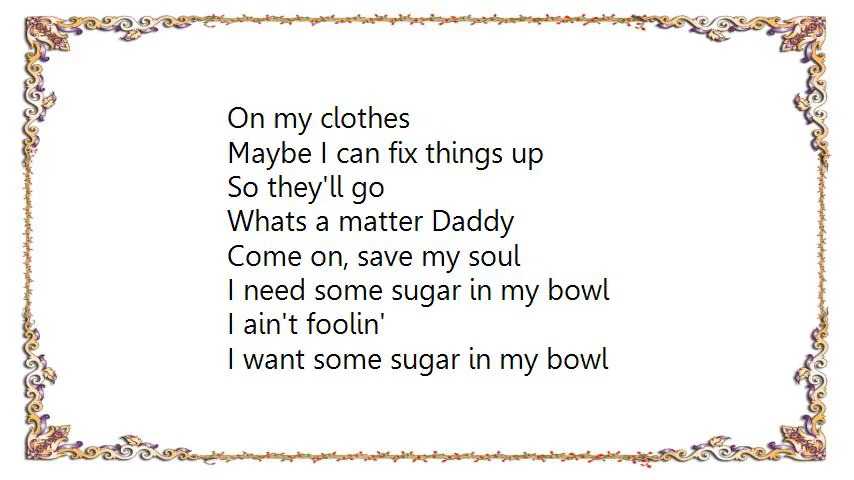 On my clothes
Maybe I can fix things up
So they'll go
Whats a matter Daddy
Come on, save my soul
I need some sugar in my bowl
I ain't foolin'
I want some sugar in my bowl